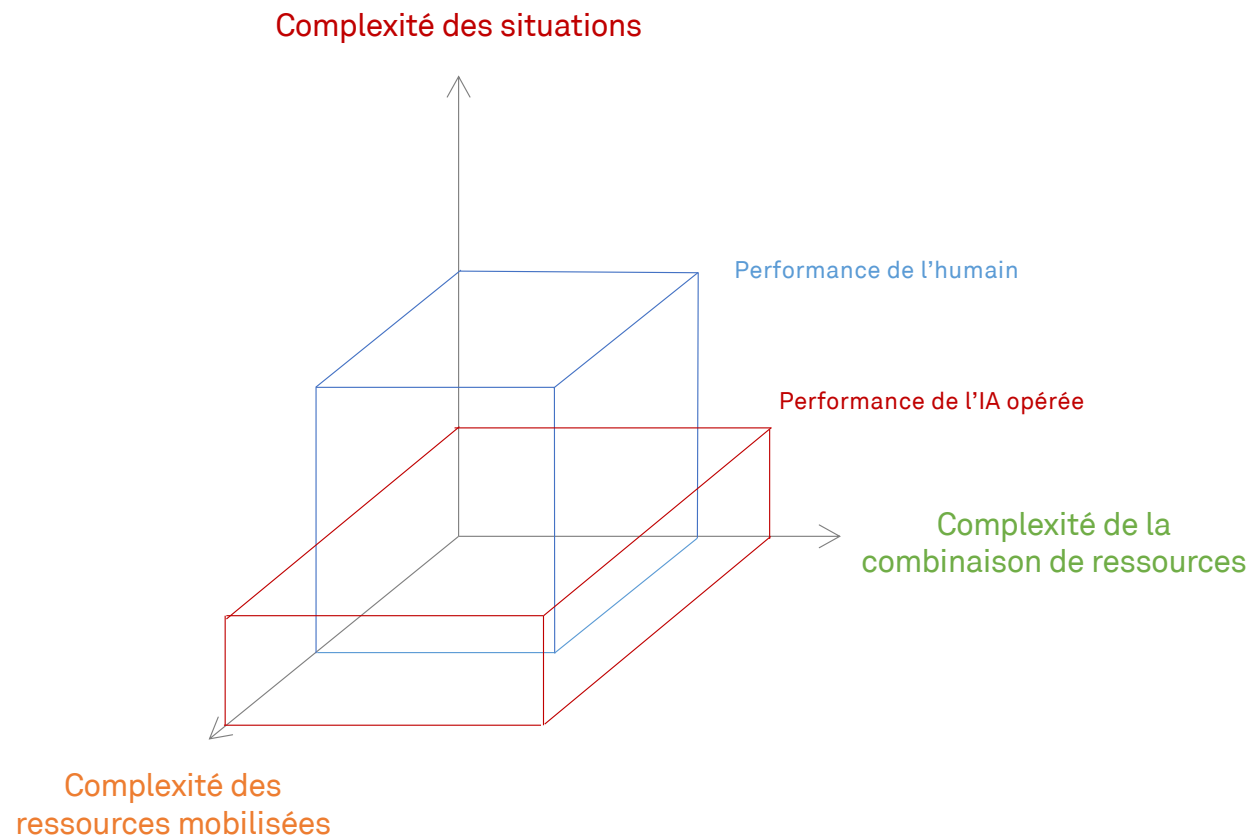 Complexité des situations
Performance de l’humain
Performance de l’IA opérée
Complexité de la
combinaison de ressources
Complexité des
ressources mobilisées